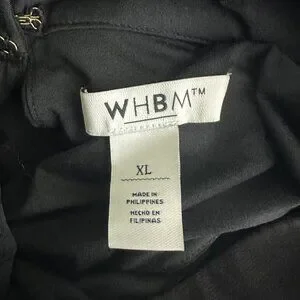 WHBM™
XL
MADE IN
PHILIPPINES
HECHO EN
FILIPINAS